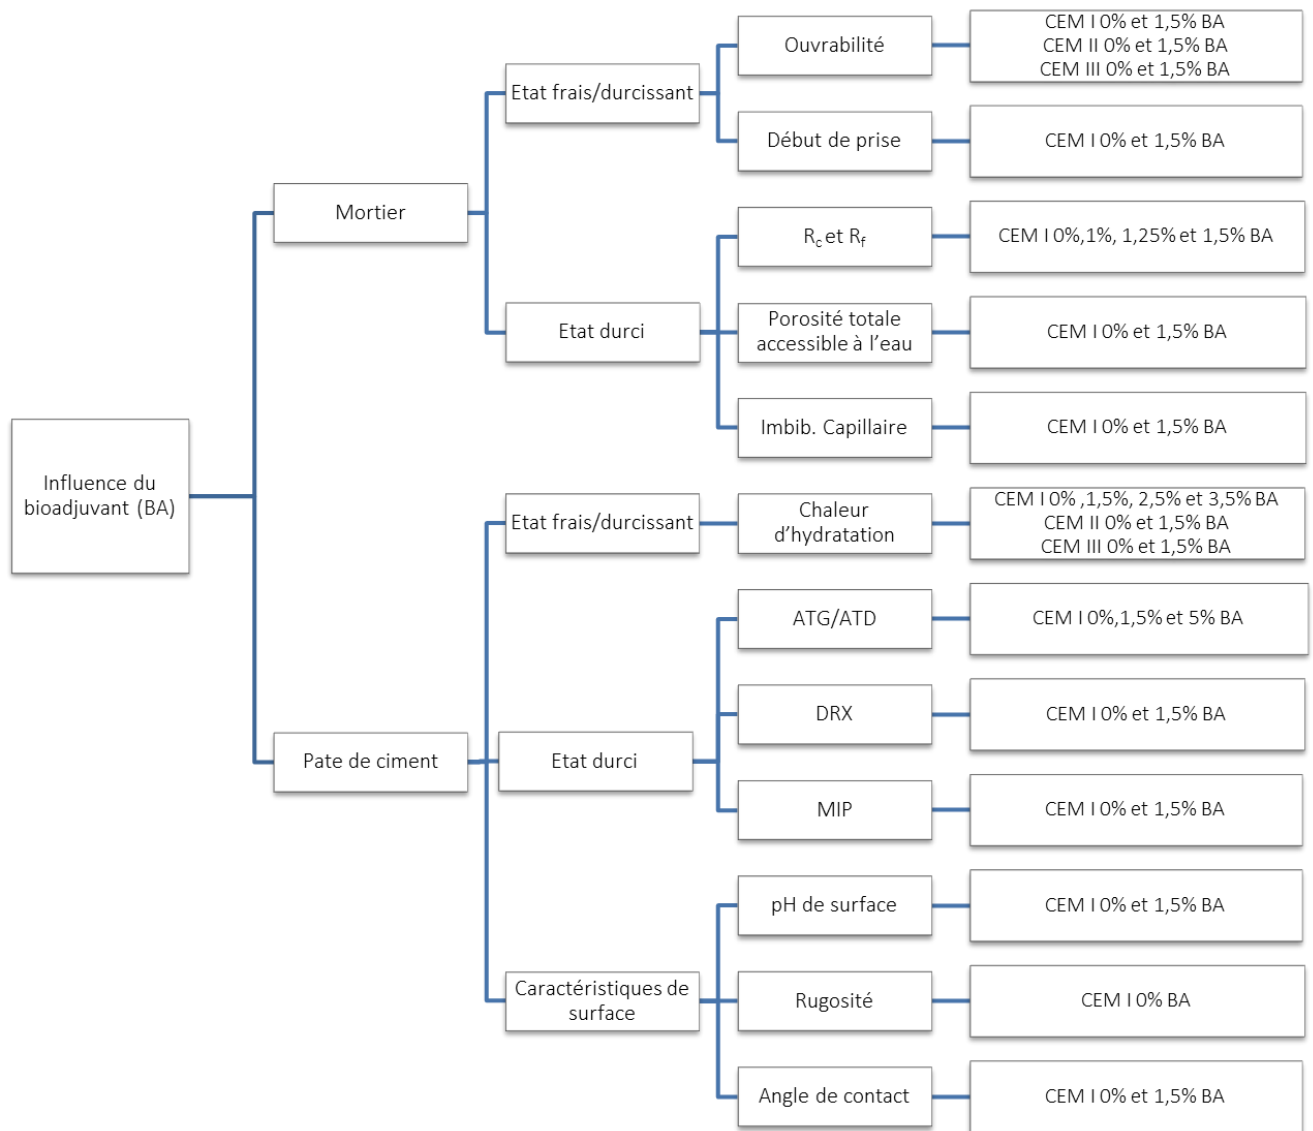 CEM I 0% et 1,5% BA
CEM II 0% et 1,5% BA
CEM III 0% et 1,5% BA
Ouvrabilité
Etat frais/durcissant
Début de prise
CEM I 0% et 1,5% BA
Mortier
Rc et Rf
CEM I 0%,1%, 1,25% et 1,5% BA
Etat durci
Porosité totale
accessible à l'eau
CEM I 0% et 1,5% BA
Imbib. Capillaire
CEM I 0% et 1,5% BA
Influence du
bioadjuvant (BA)
Etat frais/durcissant
Chaleur
d'hydratation
CEM I 0% ,1,5%, 2,5% et 3,5% BA
CEM II 0% et 1,5% BA
CEM III 0% et 1,5% BA
ATG/ATD
CEM I 0%,1,5% et 5% BA
DRX
CEM I 0% et 1,5% BA
Pate de ciment
Etat durci
MIP
CEM I 0% et 1,5% BA
pH de surface
CEM I 0% et 1,5% BA
Caractéristiques de
surface
Rugosité
CEM I 0% BA
Angle de contact
CEM I 0% et 1,5% BA